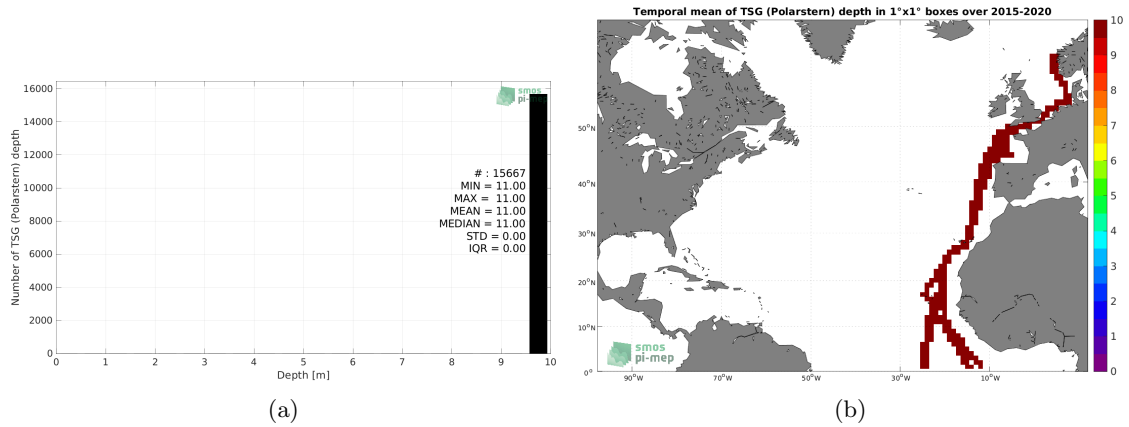 16000
14000
12000
10000
8000
6000
4000
2000
0
Number of TSG (Polarstern) depth
smos
pi-mep
# : 15667
MIN = 11.00
MAX = 11.00
MEAN = 11.00
MEDIAN = 11.00
STD = 0.00
IQR = 0.00
0 1 2 3 4 5 6 7 8 9 10
Depth [m]
(a)
Temporal mean of TSG (Polarstern) depth in 1°x1° boxes over 2015-2020
50°N
40°N
30°N
20°N
10°N
0°
90°W 70°W 50°W 30°W 10°W
smos
pi-mep
10
9
8
7
6
5
4
3
2
1
0
(b)